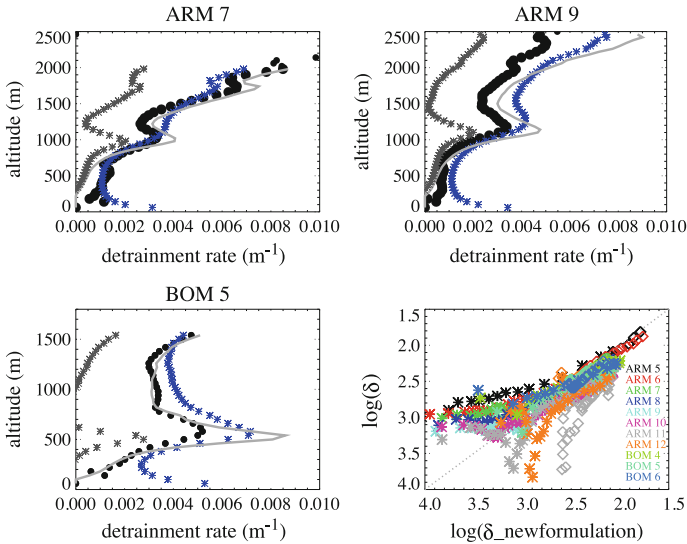 ARM 7
altitude (m)
2500
2000
1500
1000
500
0
0.000 0.002 0.004 0.006 0.008 0.010
detrainment rate (m⁻¹)
ARM 9
altitude (m)
2500
2000
1500
1000
500
0
0.000 0.002 0.004 0.006 0.008 0.010
detrainment rate (m⁻¹)
BOM 5
altitude (m)
1500
1000
500
0
0.000 0.002 0.004 0.006 0.008 0.010
detrainment rate (m⁻¹)
log(δ)
1.5
2.0
2.5
3.0
3.5
4.0
4.0 3.5 3.0 2.5 2.0 1.5
log(δ_newformulation)
ARM 5
ARM 6
ARM 7
ARM 8
ARM 9
ARM 10
ARM 11
ARM 12
BOM 4
BOM 5
BOM 6